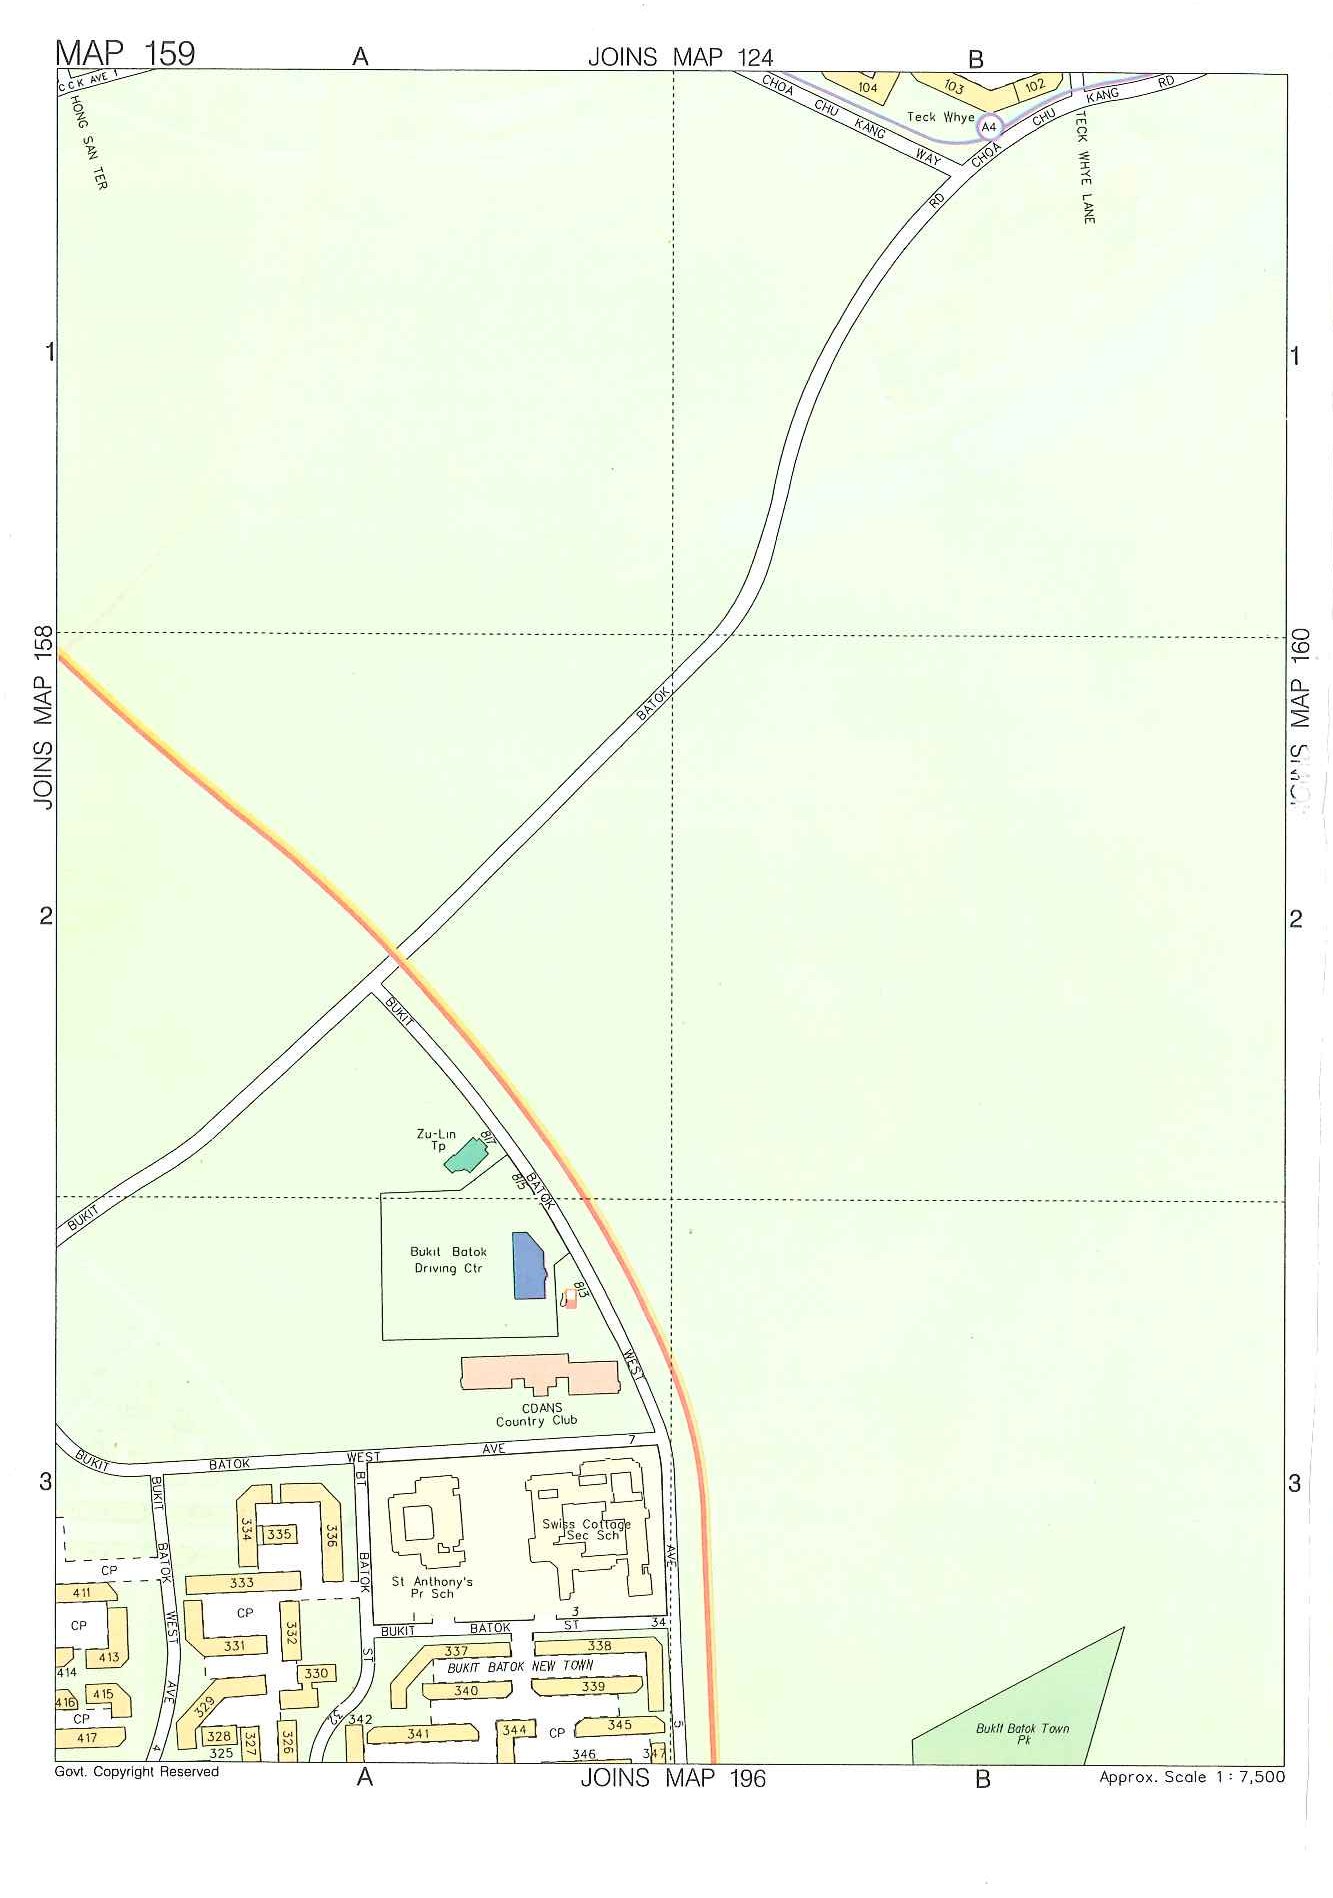 MAP 159
A
JOINS MAP 124
B
CCK AVE 1
HONG SAN TER
CHOA CHU KANG WAY
104
103
102
Teck Whye
A4
CHOA CHU KANG RD
TECK WHYE LANE
RD
1
1
JOINS MAP 158
JOINS MAP 160
BATOK
2
2
BUKIT
Zu-Lin
Tp
817
815
BATOK
BUKIT
Bukit Batok
Driving Ctr
813
WEST
CDANS
Country Club
BUKIT BATOK WEST AVE 7
3
3
BUKIT BATOK WEST AVE 4
BT BATOK ST
334
335
336
Swiss Cottage
Sec Sch
AVE
CP
333
St Anthony's
Pr Sch
411
CP
CP
332
331
BUKIT BATOK ST 34
3
413
414
337
338
BUKIT BATOK NEW TOWN
330
416
415
329
340
339
CP
342
417
328
327
326
341
344
CP
345
5
325
346
347
Bukit Batok Town
Pk
Govt. Copyright Reserved
A
JOINS MAP 196
B
Approx. Scale 1 : 7,500